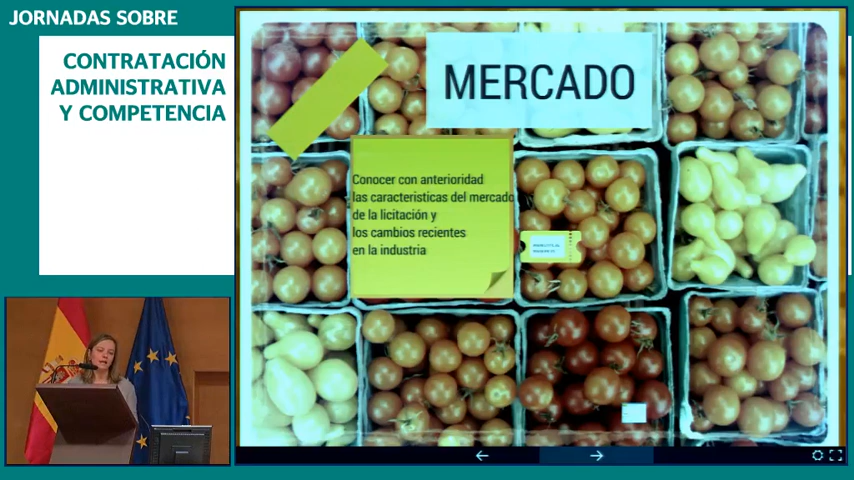 JORNADAS SOBRE
CONTRATACIÓN
ADMINISTRATIVA
Y COMPETENCIA
MERCADO
Conocer con anterioridad
las caracteristicas del mercado
de la licitación y
los cambios recientes
en la industria